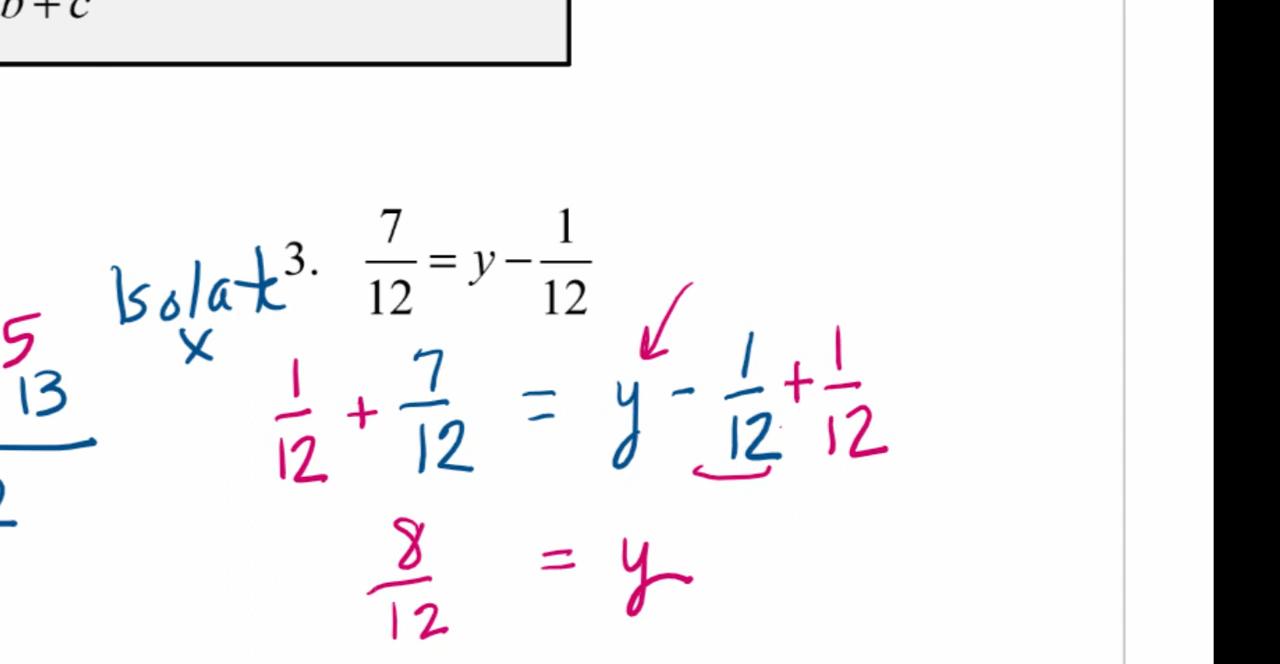 b + c
3. 7/12 = y − 1/12
Isolate
x
5
13
1/12 + 7/12 = y - 1/12 + 1/12
8/12 = y